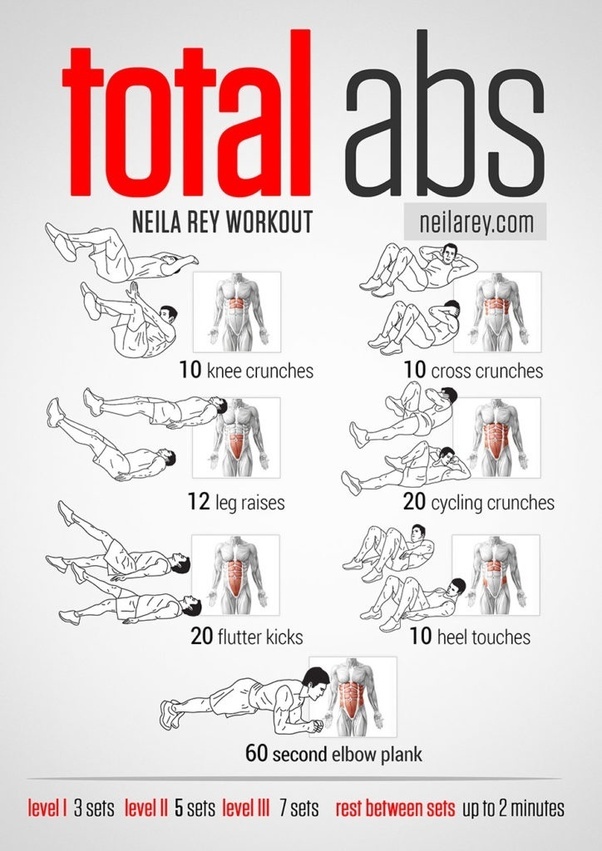 total abs
NEILA REY WORKOUT neilarey.com
10 knee crunches
10 cross crunches
12 leg raises
20 cycling crunches
20 flutter kicks
10 heel touches
60 second elbow plank
level I 3 sets level II 5 sets level III 7 sets rest between sets up to 2 minutes